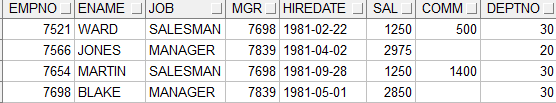 EMPNO ENAME JOB MGR HIREDATE SAL COMM DEPTNO
7521 WARD SALESMAN 7698 1981-02-22 1250 500 30
7566 JONES MANAGER 7839 1981-04-02 2975 20
7654 MARTIN SALESMAN 7698 1981-09-28 1250 1400 30
7698 BLAKE MANAGER 7839 1981-05-01 2850 30